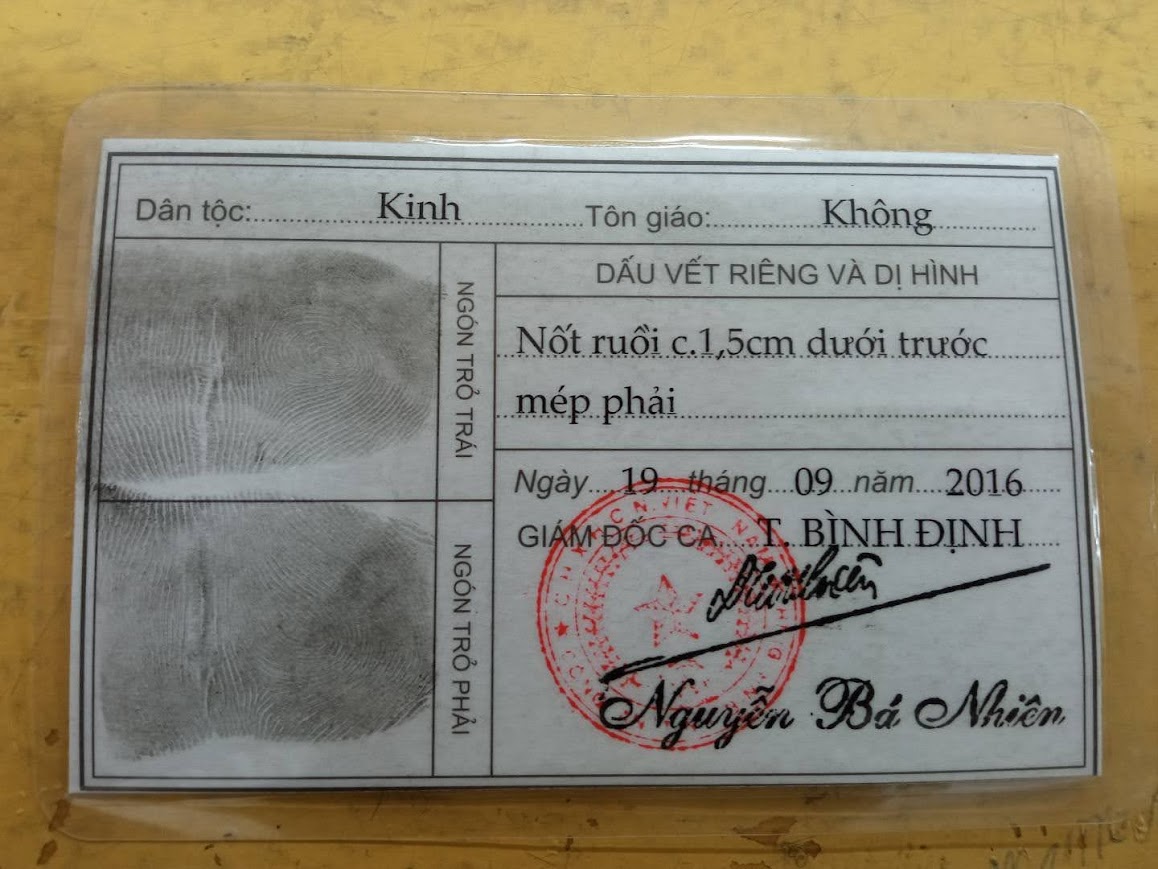 Dân tộc: Kinh Tôn giáo: Không
NGÓN TRỎ TRÁI
NGÓN TRỎ PHẢI
DẤU VẾT RIÊNG VÀ DỊ HÌNH
Nốt ruồi c.1,5cm dưới trước
mép phải
Ngày 19 tháng 09 năm 2016
GIÁM ĐỐC CA T. BÌNH ĐỊNH
Nguyễn Bá Nhiên